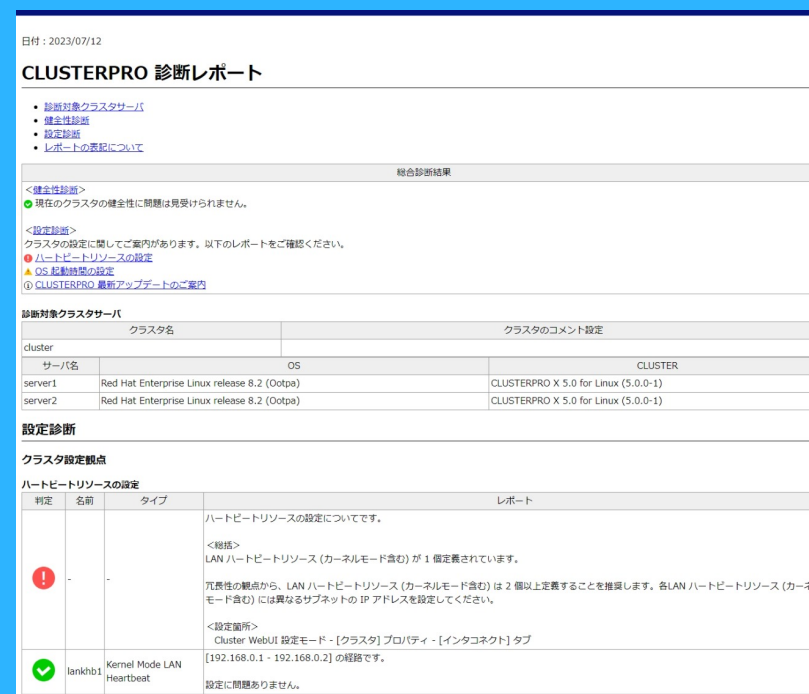 日付 : 2023/07/12
CLUSTERPRO 診断レポート
診断対象クラスタサーバ
健全性診断
設定診断
レポートの表記について
総合診断結果
<健全性診断>
現在のクラスタの健全性に問題は見受けられません。
<設定診断>
クラスタの設定に関してご案内があります。以下のレポートをご確認ください。
ハートビートリソースの設定
OS 起動時間の設定
CLUSTERPRO 最新アップデートのご案内
診断対象クラスタサーバ
クラスタ名 クラスタのコメント設定
cluster
サーバ名 OS CLUSTER
server1 Red Hat Enterprise Linux release 8.2 (Ootpa) CLUSTERPRO X 5.0 for Linux (5.0.0-1)
server2 Red Hat Enterprise Linux release 8.2 (Ootpa) CLUSTERPRO X 5.0 for Linux (5.0.0-1)
設定診断
クラスタ設定観点
ハートビートリソースの設定
判定 名前 タイプ レポート
ハートビートリソースの設定についてです。
<総括>
LAN ハートビートリソース (カーネルモード含む) が 1 個定義されています。
- -
冗長性の観点から、LAN ハートビートリソース (カーネルモード含む) は 2 個以上定義することを推奨します。各LAN ハートビートリソース (カーネ
モード含む) には異なるサブネットの IP アドレスを設定してください。
<設定箇所>
Cluster WebUI 設定モード - [クラスタ] プロパティ - [インタコネクト] タブ
lankhb1 Kernel Mode LAN Heartbeat [192.168.0.1 - 192.168.0.2] の経路です。
設定に問題ありません。